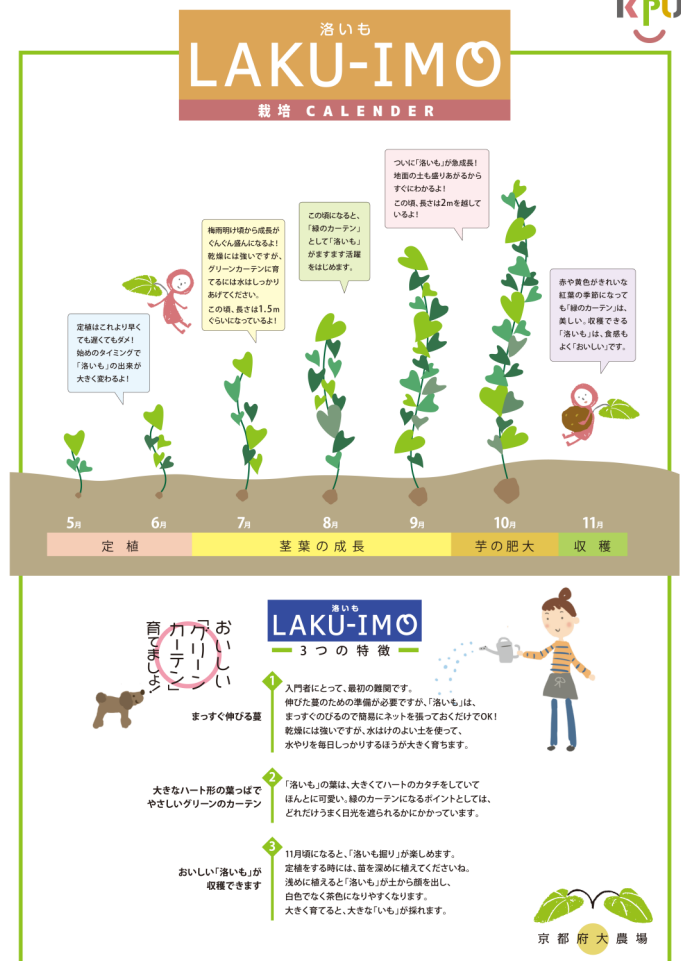 KPU
洛いも
LAKU-IMO
栽培 CALENDER
定植はこれより早く
ても遅くてもダメ!
始めのタイミングで
「洛いも」の出来が
大きく変わるよ!
梅雨明け頃から成長が
ぐんぐん盛んになるよ!
乾燥には強いですが、
グリーンカーテンに育
てるには水はしっかり
あげてください。
この頃、長さは1.5m
ぐらいになっているよ!
この頃になると、
「緑のカーテン」
として「洛いも」
がますます活躍
をはじめます。
ついに「洛いも」が急成長!
地面の土も盛りあがるから
すぐにわかるよ!
この頃、長さは2mを越して
いるよ!
赤や黄色がきれいな
紅葉の季節になって
も「緑のカーテン」は、
美しい。収穫できる
「洛いも」は、食感も
よく「おいしい」です。
5月 6月 7月 8月 9月 10月 11月
定植 茎葉の成長 芋の肥大 収穫
おいしい
「グリーン
カーテン」
育てましょ!
洛いも
LAKU-IMO
3つの特徴
1
まっすぐ伸びる蔓
入門者にとって、最初の難関です。
伸びた蔓のための準備が必要ですが、「洛いも」は、
まっすぐのびるので簡易にネットを張っておくだけでOK!
乾燥には強いですが、水はけのよい土を使って、
水やりを毎日しっかりするほうが大きく育ちます。
2
大きなハート形の葉っぱで
やさしいグリーンのカーテン
「洛いも」の葉は、大きくてハートのカタチをしていて
ほんとに可愛い。緑のカーテンになるポイントとしては、
どれだけうまく日光を遮られるかにかかっています。
3
おいしい「洛いも」が
収穫できます
11月頃になると、「洛いも掘り」が楽しめます。
定植をする時には、苗を深めに植えてくださいね。
浅めに植えると「洛いも」が土から顔を出し、
白色でなく茶色になりやすくなります。
大きく育てると、大きな「いも」が採れます。
京都府大農場